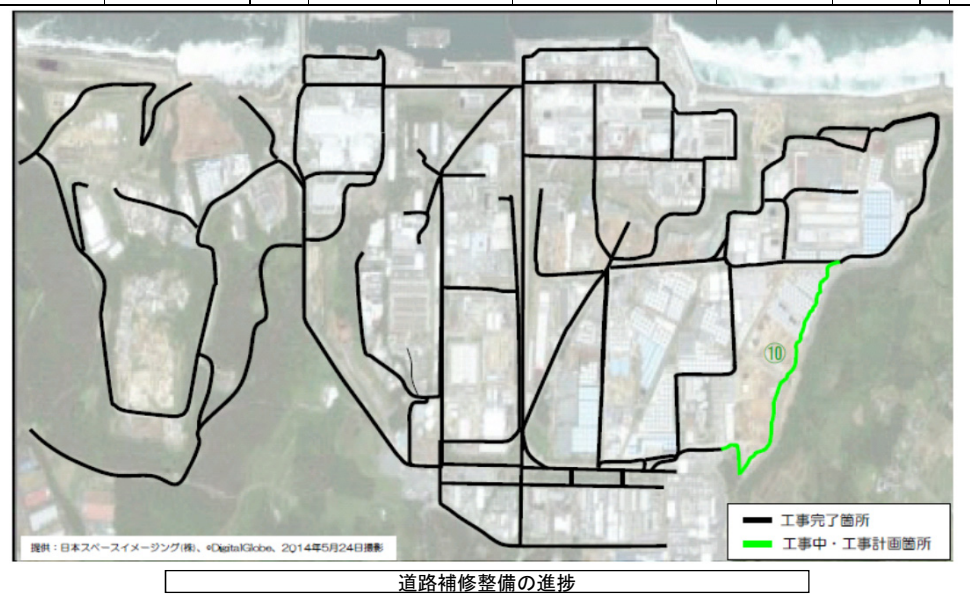 ⑩
工事完了箇所
工事中・工事計画箇所
提供：日本スペースイメージング(株)、©DigitalGlobe、2014年5月24日撮影
道路補修整備の進捗